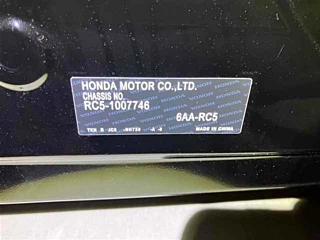 HONDA MOTOR CO.,LTD.
CHASSIS NO.
RC5-1007746
6AA-RC5
MADE IN CHINA